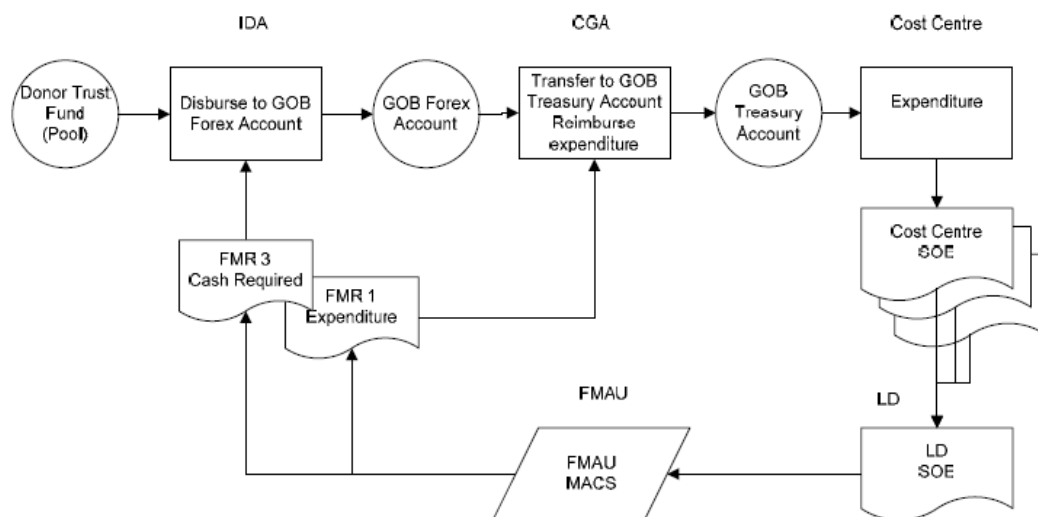 IDA
CGA
Cost Centre
Donor Trust
Fund
(Pool)
Disburse to GOB
Forex Account
GOB Forex
Account
Transfer to GOB
Treasury Account
Reimburse
expenditure
GOB
Treasury
Account
Expenditure
Cost Centre
SOE
FMR 3
Cash Required
FMR 1
Expenditure
FMAU
LD
FMAU
MACS
LD
SOE